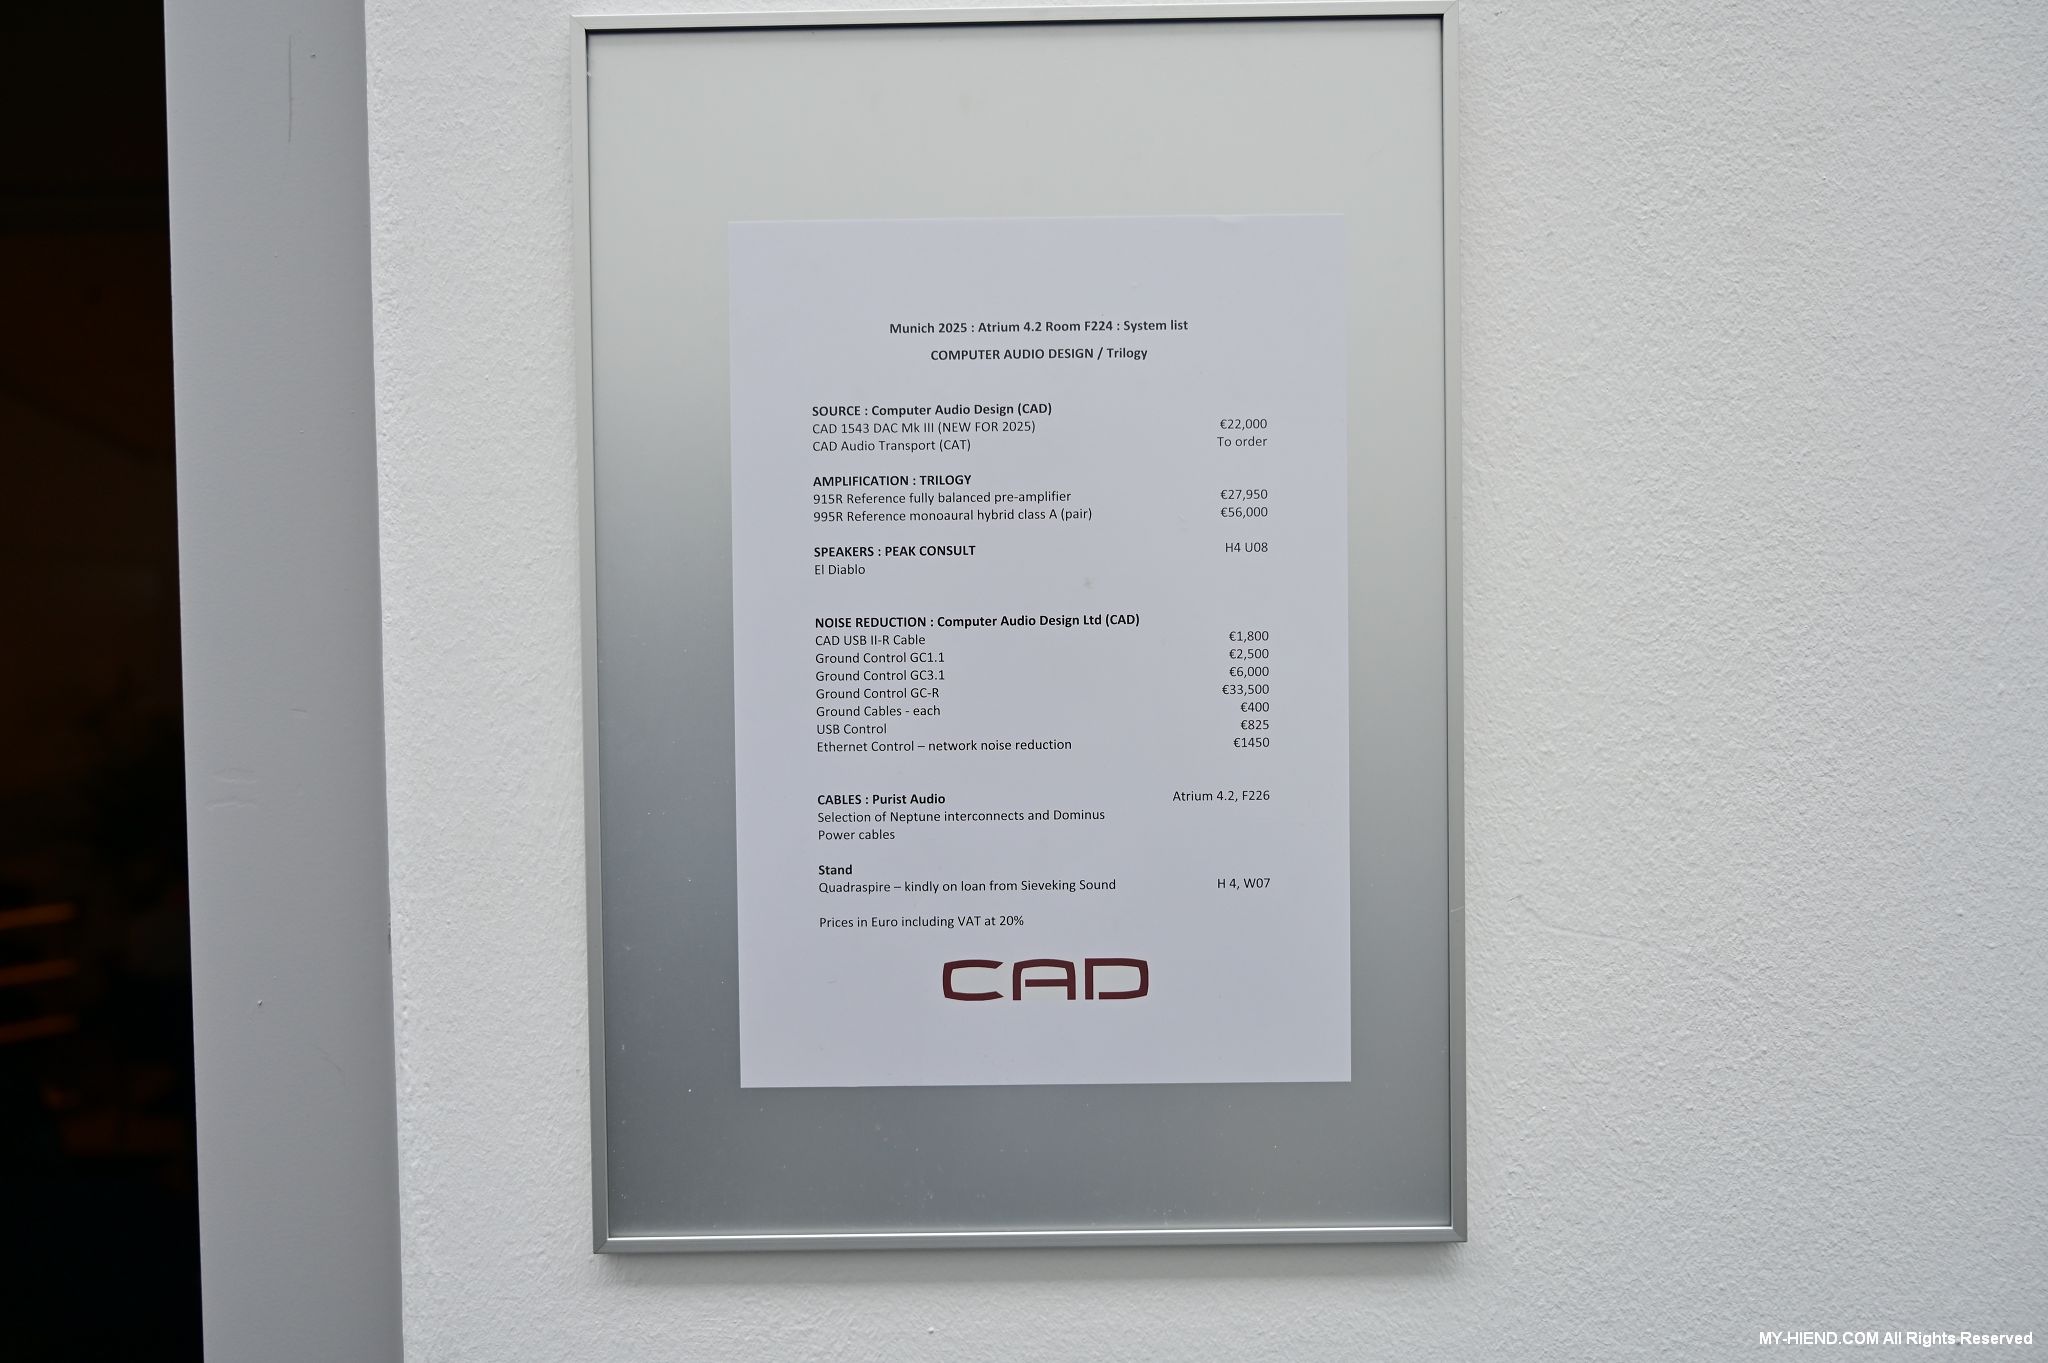 Munich 2025 : Atrium 4.2 Room F224 : System list
COMPUTER AUDIO DESIGN / Trilogy
SOURCE : Computer Audio Design (CAD)
CAD 1543 DAC Mk III (NEW FOR 2025) €22,000
CAD Audio Transport (CAT) To order
AMPLIFICATION : TRILOGY
915R Reference fully balanced pre-amplifier €27,950
995R Reference monoaural hybrid class A (pair) €56,000
SPEAKERS : PEAK CONSULT H4 U08
El Diablo
NOISE REDUCTION : Computer Audio Design Ltd (CAD)
CAD USB II-R Cable €1,800
Ground Control GC1.1 €2,500
Ground Control GC3.1 €6,000
Ground Control GC-R €33,500
Ground Cables - each €400
USB Control €825
Ethernet Control – network noise reduction €1450
CABLES : Purist Audio Atrium 4.2, F226
Selection of Neptune interconnects and Dominus
Power cables
Stand
Quadraspire – kindly on loan from Sieveking Sound H 4, W07
Prices in Euro including VAT at 20%
CAD
MY-HIEND.COM All Rights Reserved